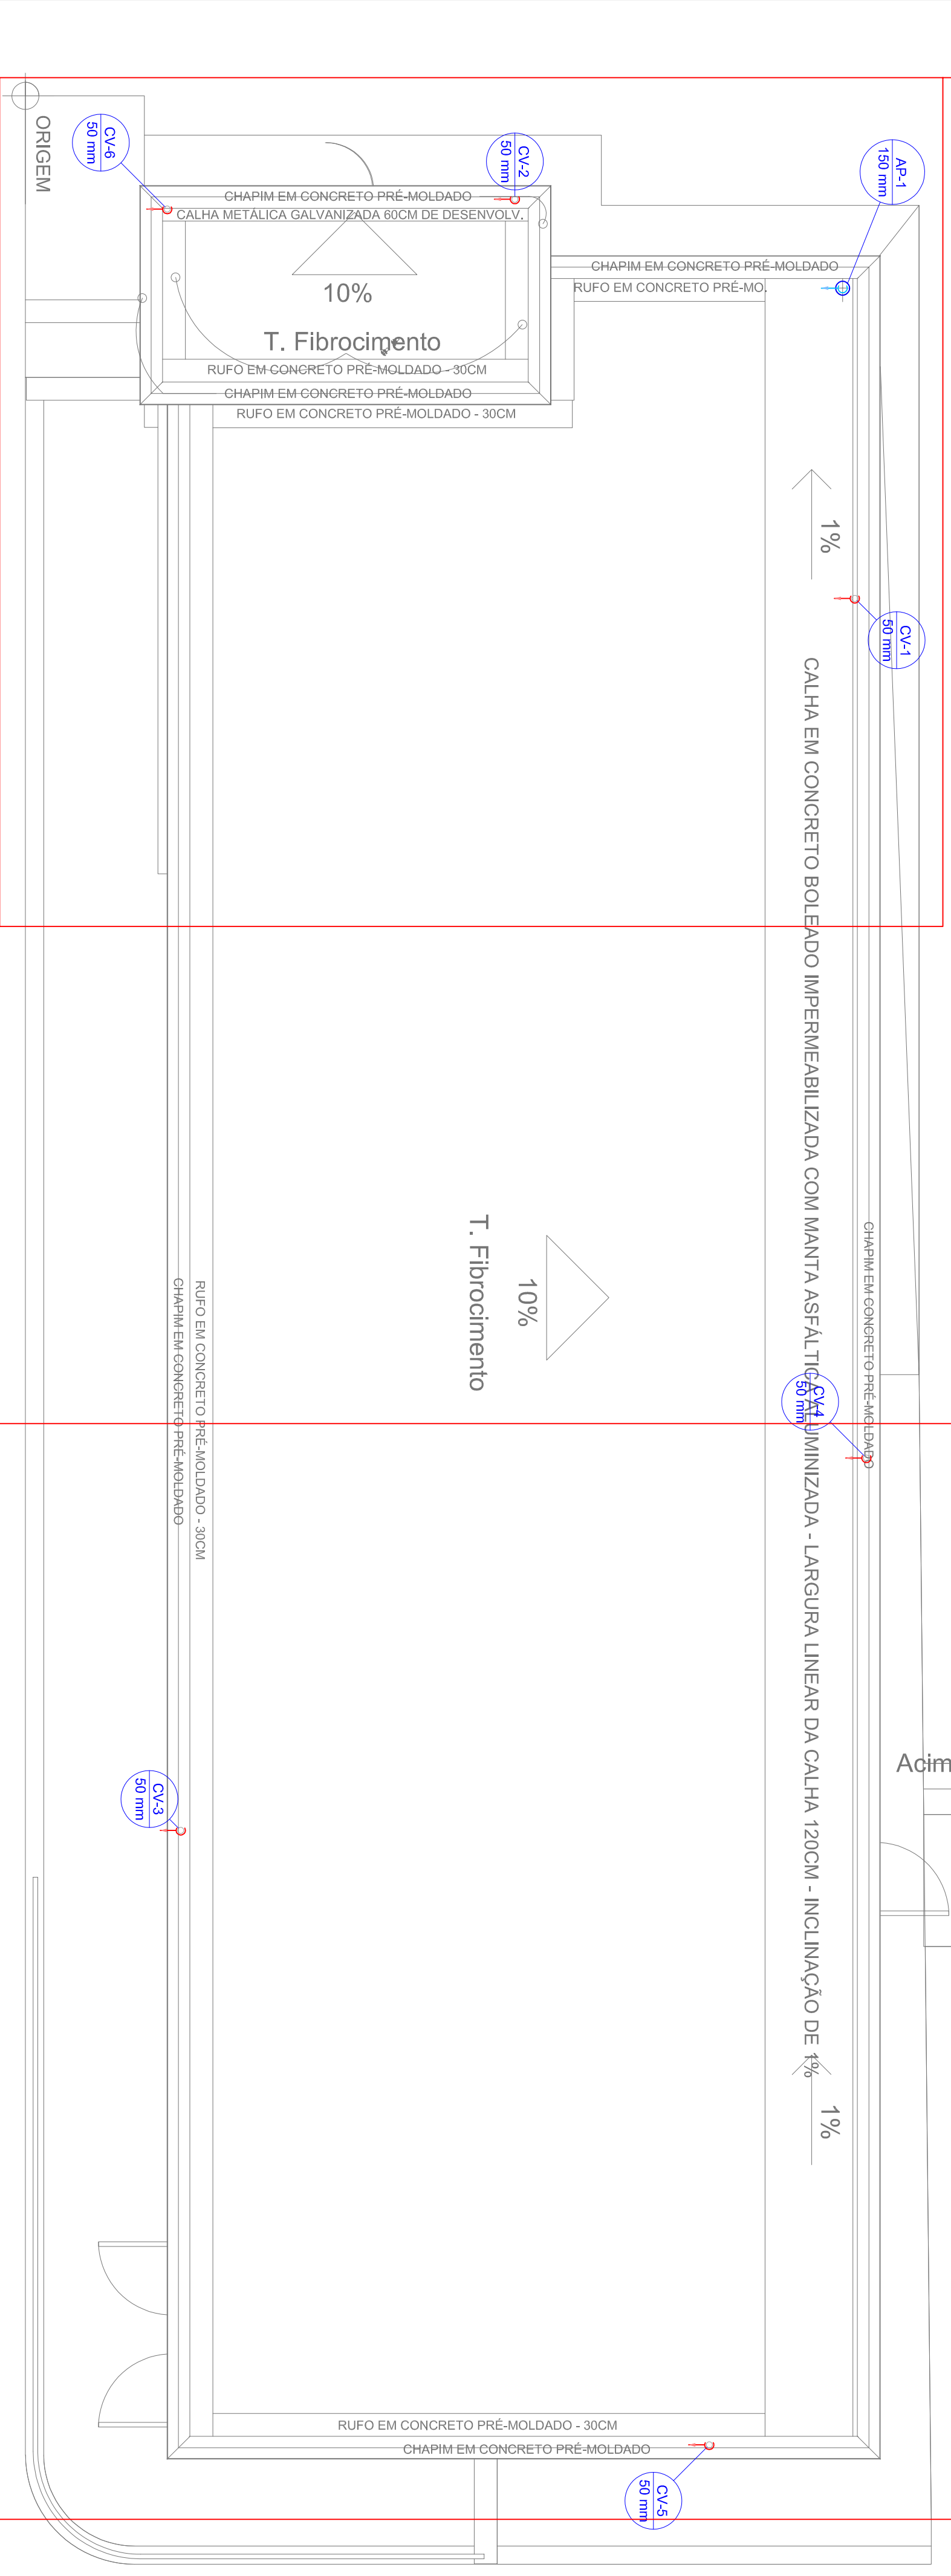 ORIGEM
CV-6
50 mm
CV-2
50 mm
AP-1
150 mm
CHAPIM EM CONCRETO PRÉ-MOLDADO
CALHA METÁLICA GALVANIZADA 60CM DE DESENVOLV.
10%
T. Fibrocimento
RUFO EM CONCRETO PRÉ-MOLDADO - 30CM
CHAPIM EM CONCRETO PRÉ-MOLDADO
RUFO EM CONCRETO PRÉ-MOLDADO - 30CM
CHAPIM EM CONCRETO PRÉ-MOLDADO
RUFO EM CONCRETO PRÉ-MO.
1%
CV-1
50 mm
CALHA EM CONCRETO BOLEADO IMPERMEABILIZADA COM MANTA ASFÁLTICA ALUMINIZADA - LARGURA LINEAR DA CALHA 120CM - INCLINAÇÃO DE 1%
CHAPIM EM CONCRETO PRÉ-MOLDADO
T. Fibrocimento
10%
RUFO EM CONCRETO PRÉ-MOLDADO - 30CM
CHAPIM EM CONCRETO PRÉ-MOLDADO
CV-4
50 mm
Acim
CV-3
50 mm
1%
RUFO EM CONCRETO PRÉ-MOLDADO - 30CM
CHAPIM EM CONCRETO PRÉ-MOLDADO
CV-5
50 mm